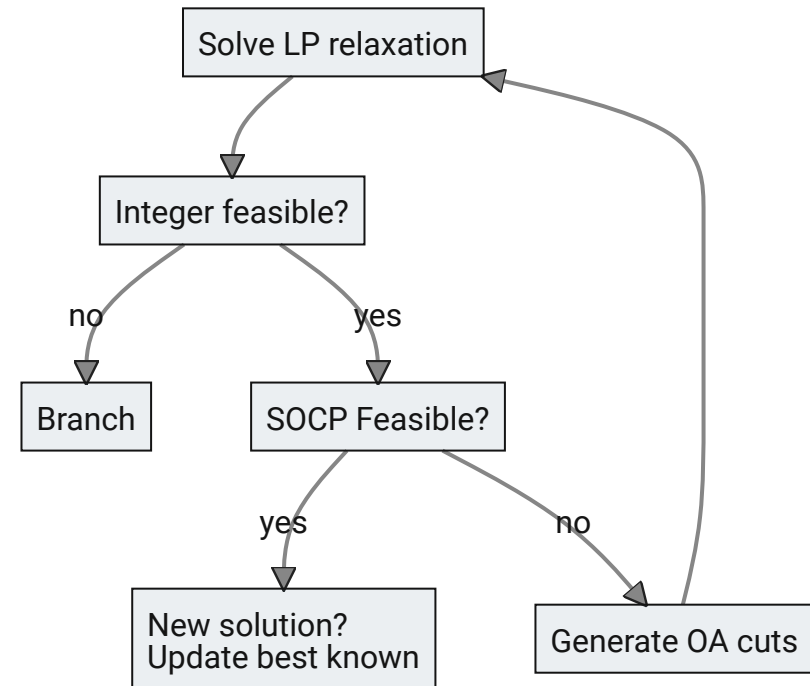 Solve LP relaxation
Integer feasible?
no
yes
Branch
SOCP Feasible?
yes
no
New solution?
Update best known
Generate OA cuts